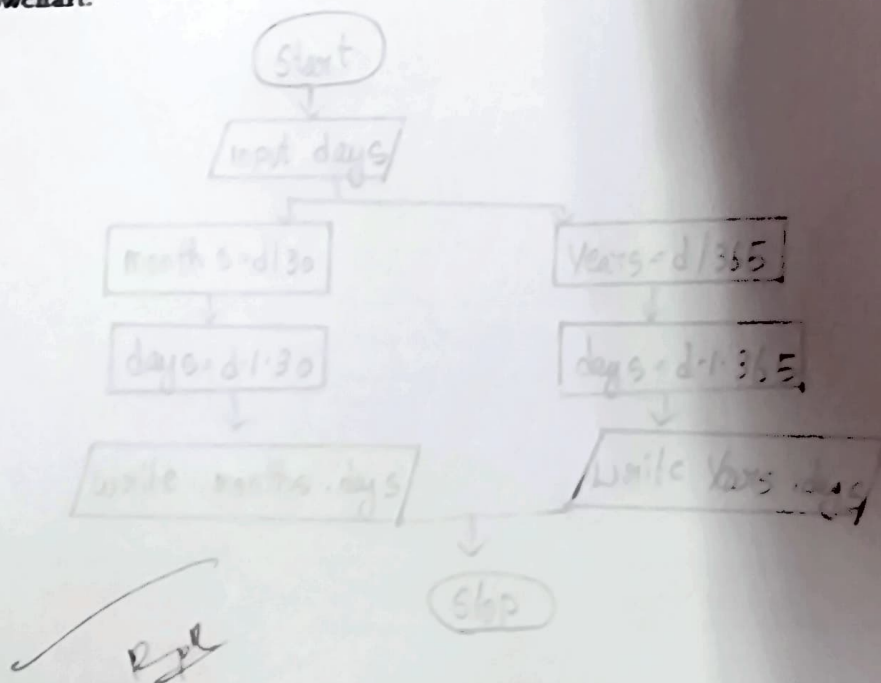 Start
input days
months=d/30
years=d/365
days=d·/·30
days=d·/·365
write months, days
write Years, days
stop